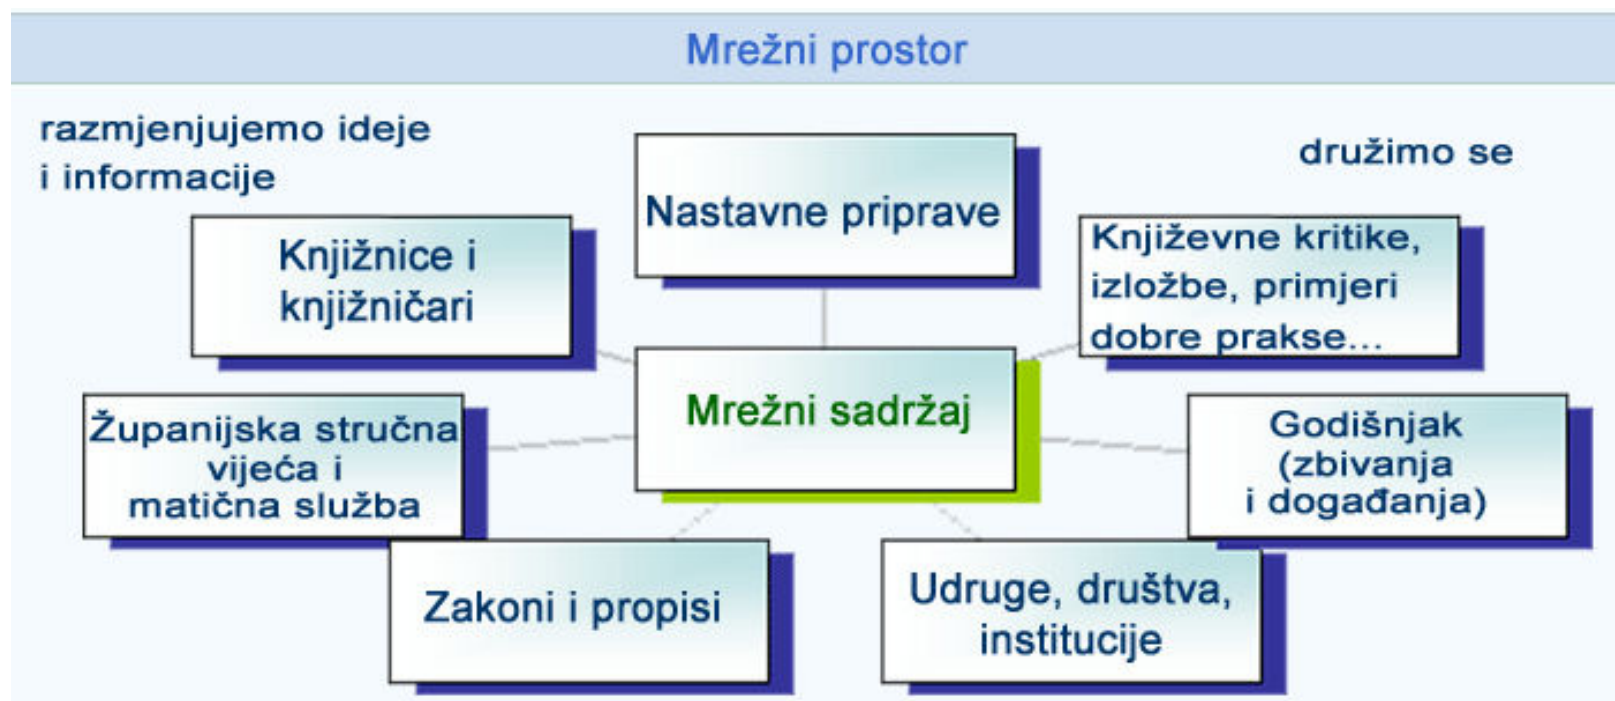 Mrežni prostor
razmjenjujemo ideje
i informacije
družimo se
Nastavne priprave
Knjižnice i
knjižničari
Književne kritike,
izložbe, primjeri
dobre prakse...
Mrežni sadržaj
Županijska stručna
vijeća i
matična služba
Godišnjak
(zbivanja
i događanja)
Zakoni i propisi
Udruge, društva,
institucije